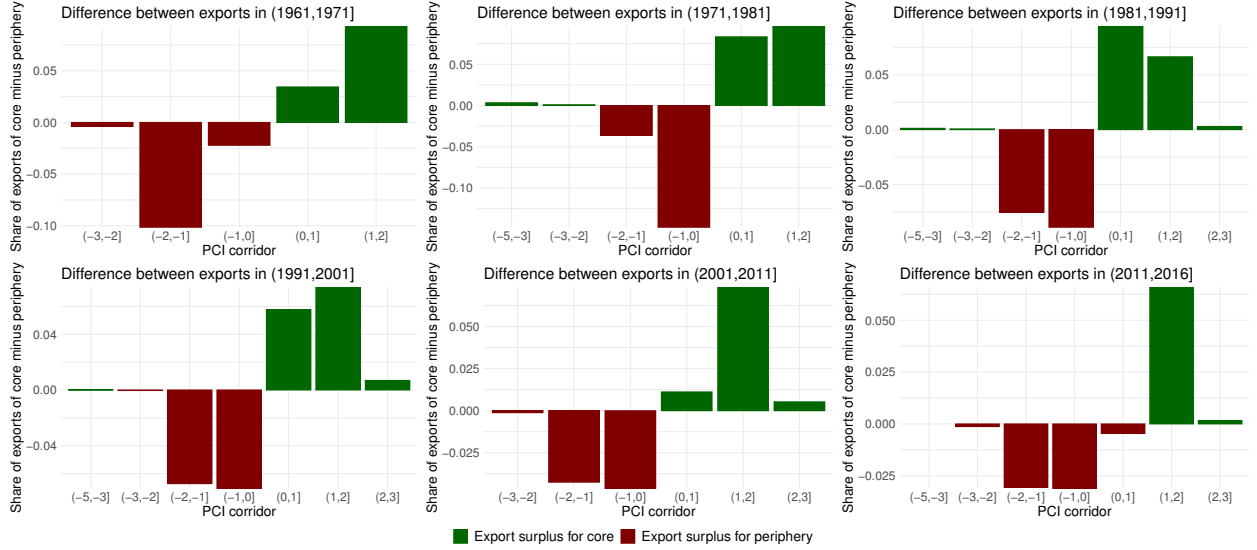 Difference between exports in (1961,1971]
Share of exports of core minus periphery
0.05
0.00
−0.05
−0.10
(−3,−2] (−2,−1] (−1,0] (0,1] (1,2]
PCI corridor
Difference between exports in (1971,1981]
Share of exports of core minus periphery
0.05
0.00
−0.05
−0.10
(−5,−3] (−3,−2] (−2,−1] (−1,0] (0,1] (1,2]
PCI corridor
Difference between exports in (1981,1991]
Share of exports of core minus periphery
0.05
0.00
−0.05
(−5,−3] (−3,−2] (−2,−1] (−1,0] (0,1] (1,2] (2,3]
PCI corridor
Difference between exports in (1991,2001]
Share of exports of core minus periphery
0.04
0.00
−0.04
(−5,−3] (−3,−2] (−2,−1] (−1,0] (0,1] (1,2] (2,3]
PCI corridor
Difference between exports in (2001,2011]
Share of exports of core minus periphery
0.050
0.025
0.000
−0.025
(−3,−2] (−2,−1] (−1,0] (0,1] (1,2] (2,3]
PCI corridor
Difference between exports in (2011,2016]
Share of exports of core minus periphery
0.050
0.025
0.000
−0.025
(−5,−3] (−3,−2] (−2,−1] (−1,0] (0,1] (1,2] (2,3]
PCI corridor
Export surplus for core Export surplus for periphery